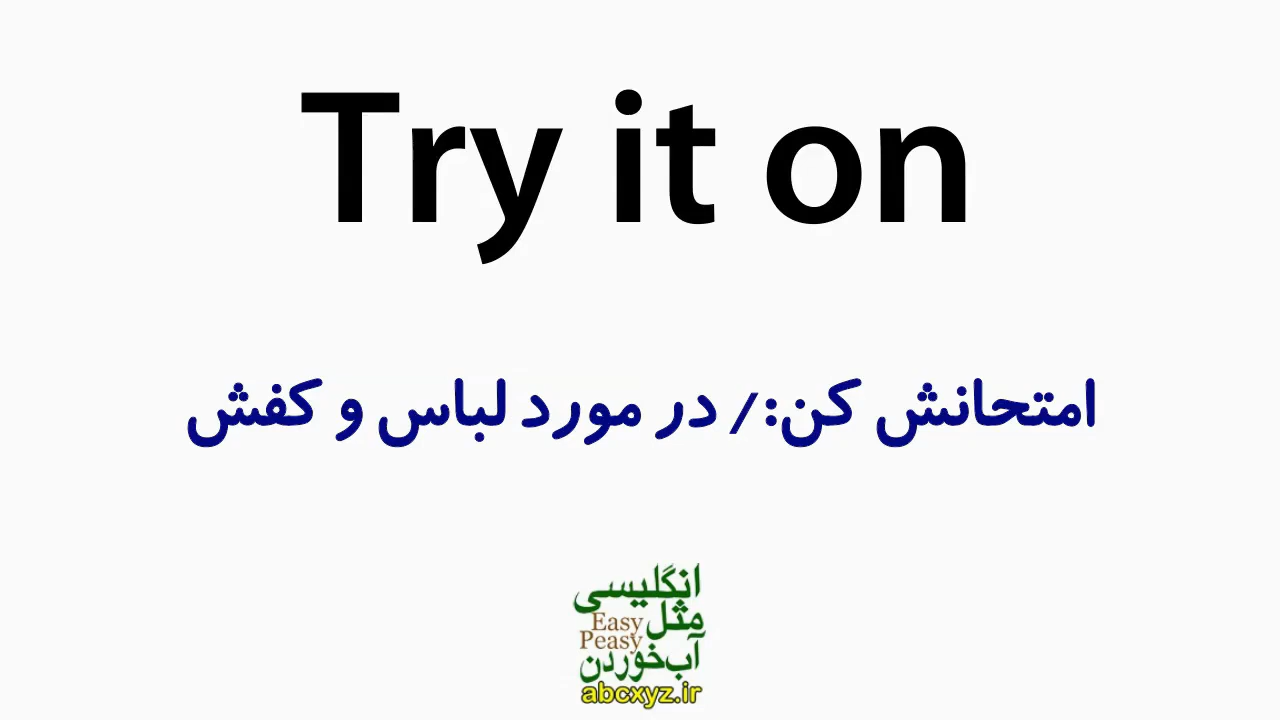 Try it on
امتحانش کن:/ در مورد لباس و کفش
انگلیسی
مثل Easy
Peasy
آب‌خوردن
abcxyz.ir